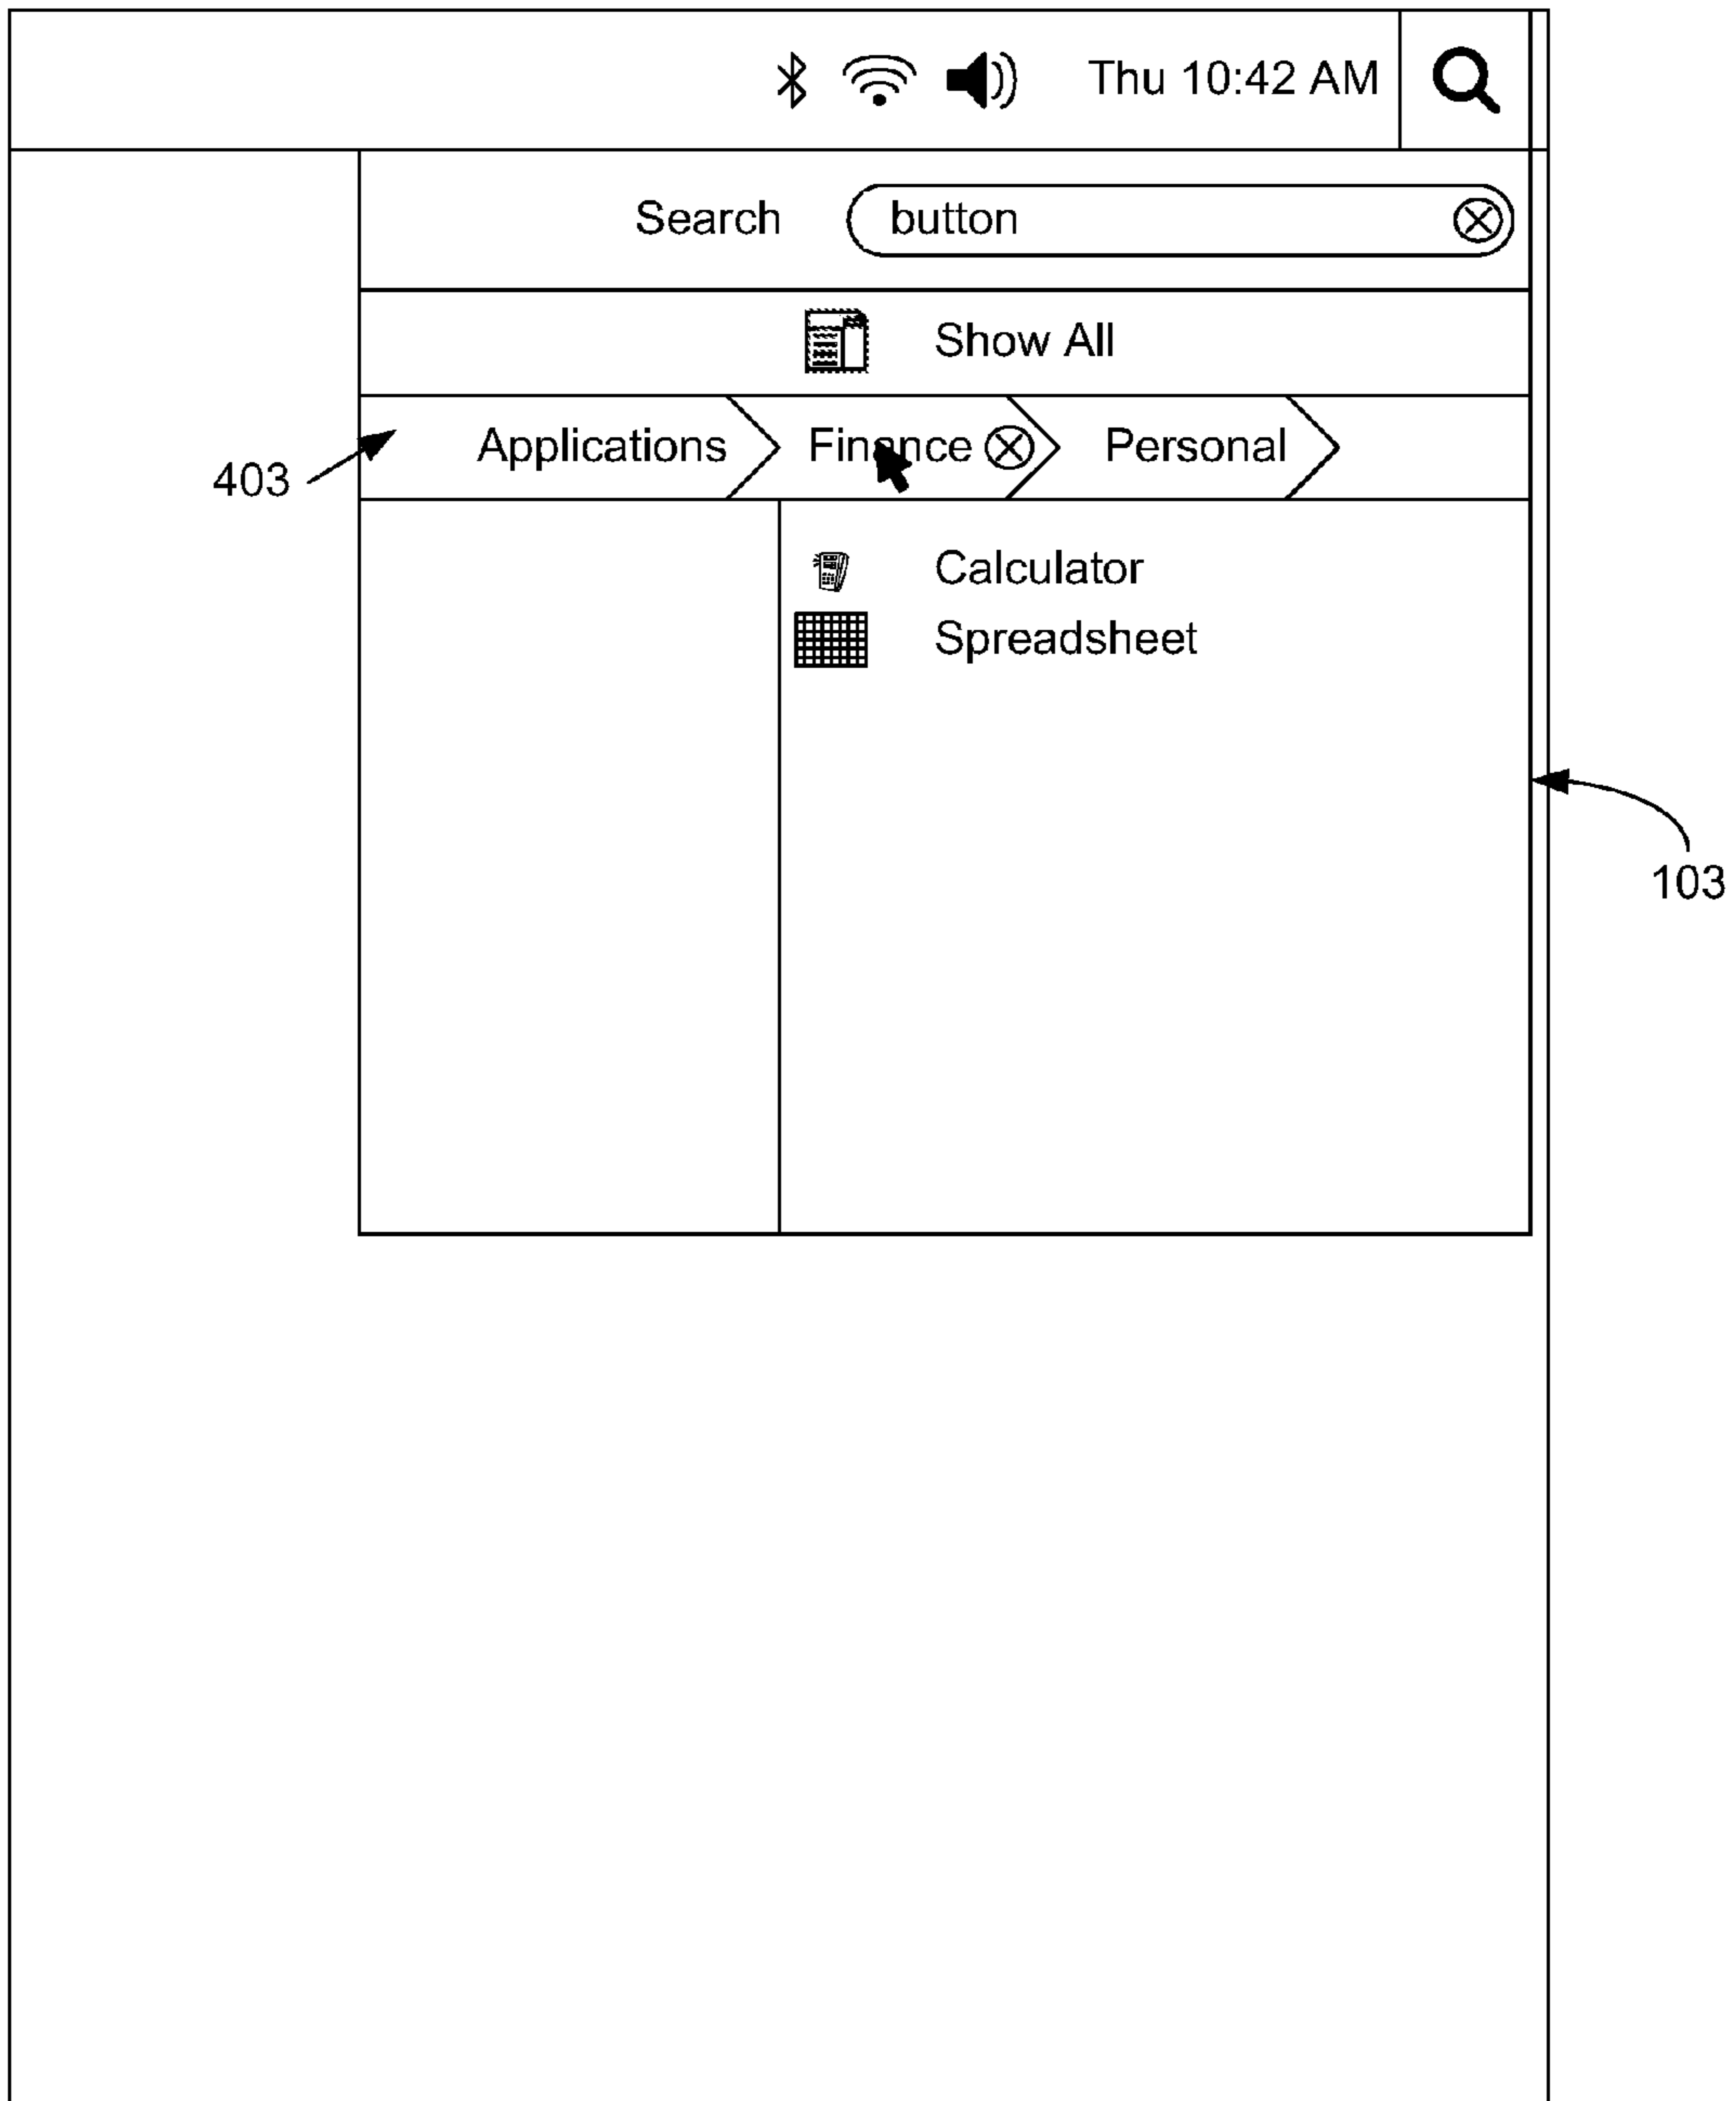 Thu 10:42 AM
Search button
Show All
Applications Finance Personal
403
Calculator
Spreadsheet
103